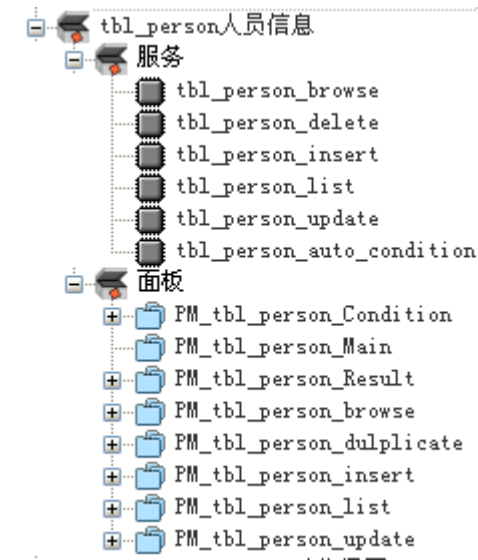 tbl_person人员信息
服务
tbl_person_browse
tbl_person_delete
tbl_person_insert
tbl_person_list
tbl_person_update
tbl_person_auto_condition
面板
PM_tbl_person_Condition
PM_tbl_person_Main
PM_tbl_person_Result
PM_tbl_person_browse
PM_tbl_person_dulplicate
PM_tbl_person_insert
PM_tbl_person_list
PM_tbl_person_update